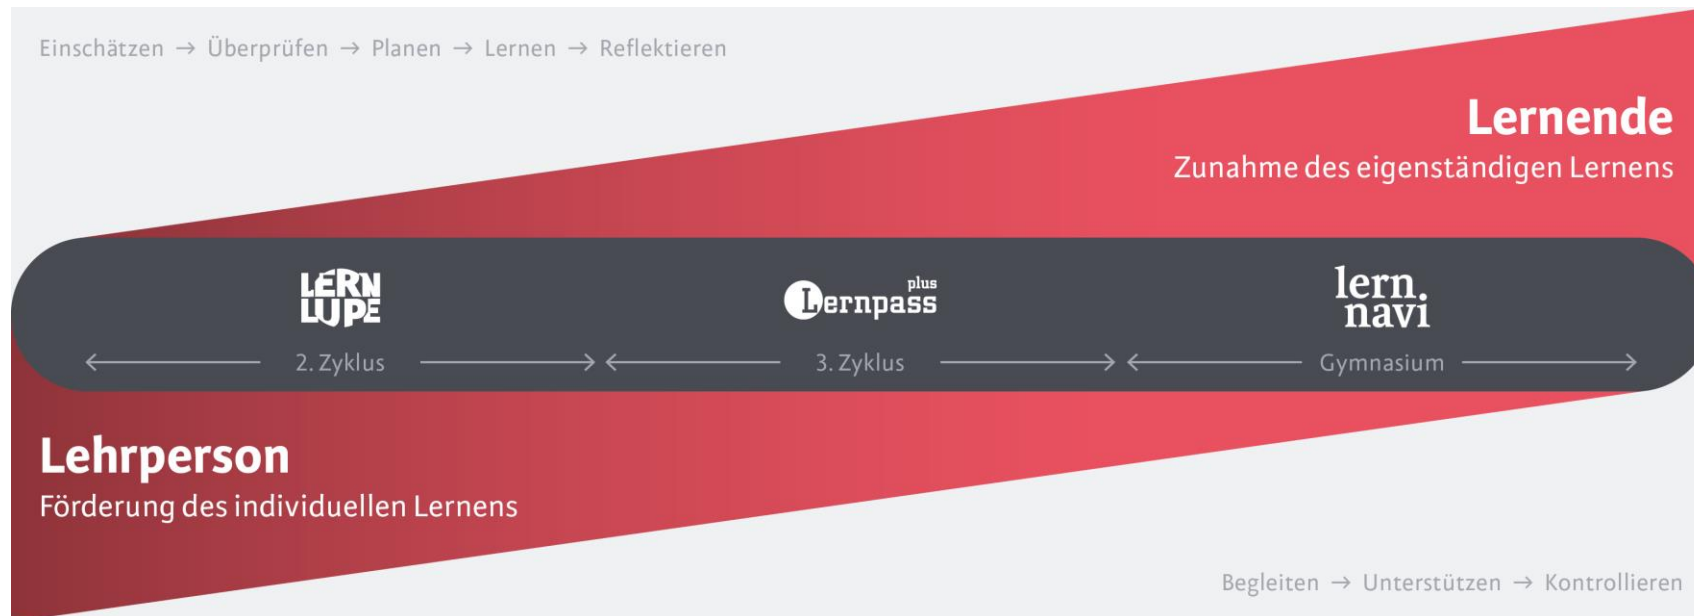 Einschätzen → Überprüfen → Planen → Lernen → Reflektieren
Lernende
Zunahme des eigenständigen Lernens
LERN
LUPE
plus
Lernpass
lern.
navi
2. Zyklus
3. Zyklus
Gymnasium
Lehrperson
Förderung des individuellen Lernens
Begleiten → Unterstützen → Kontrollieren